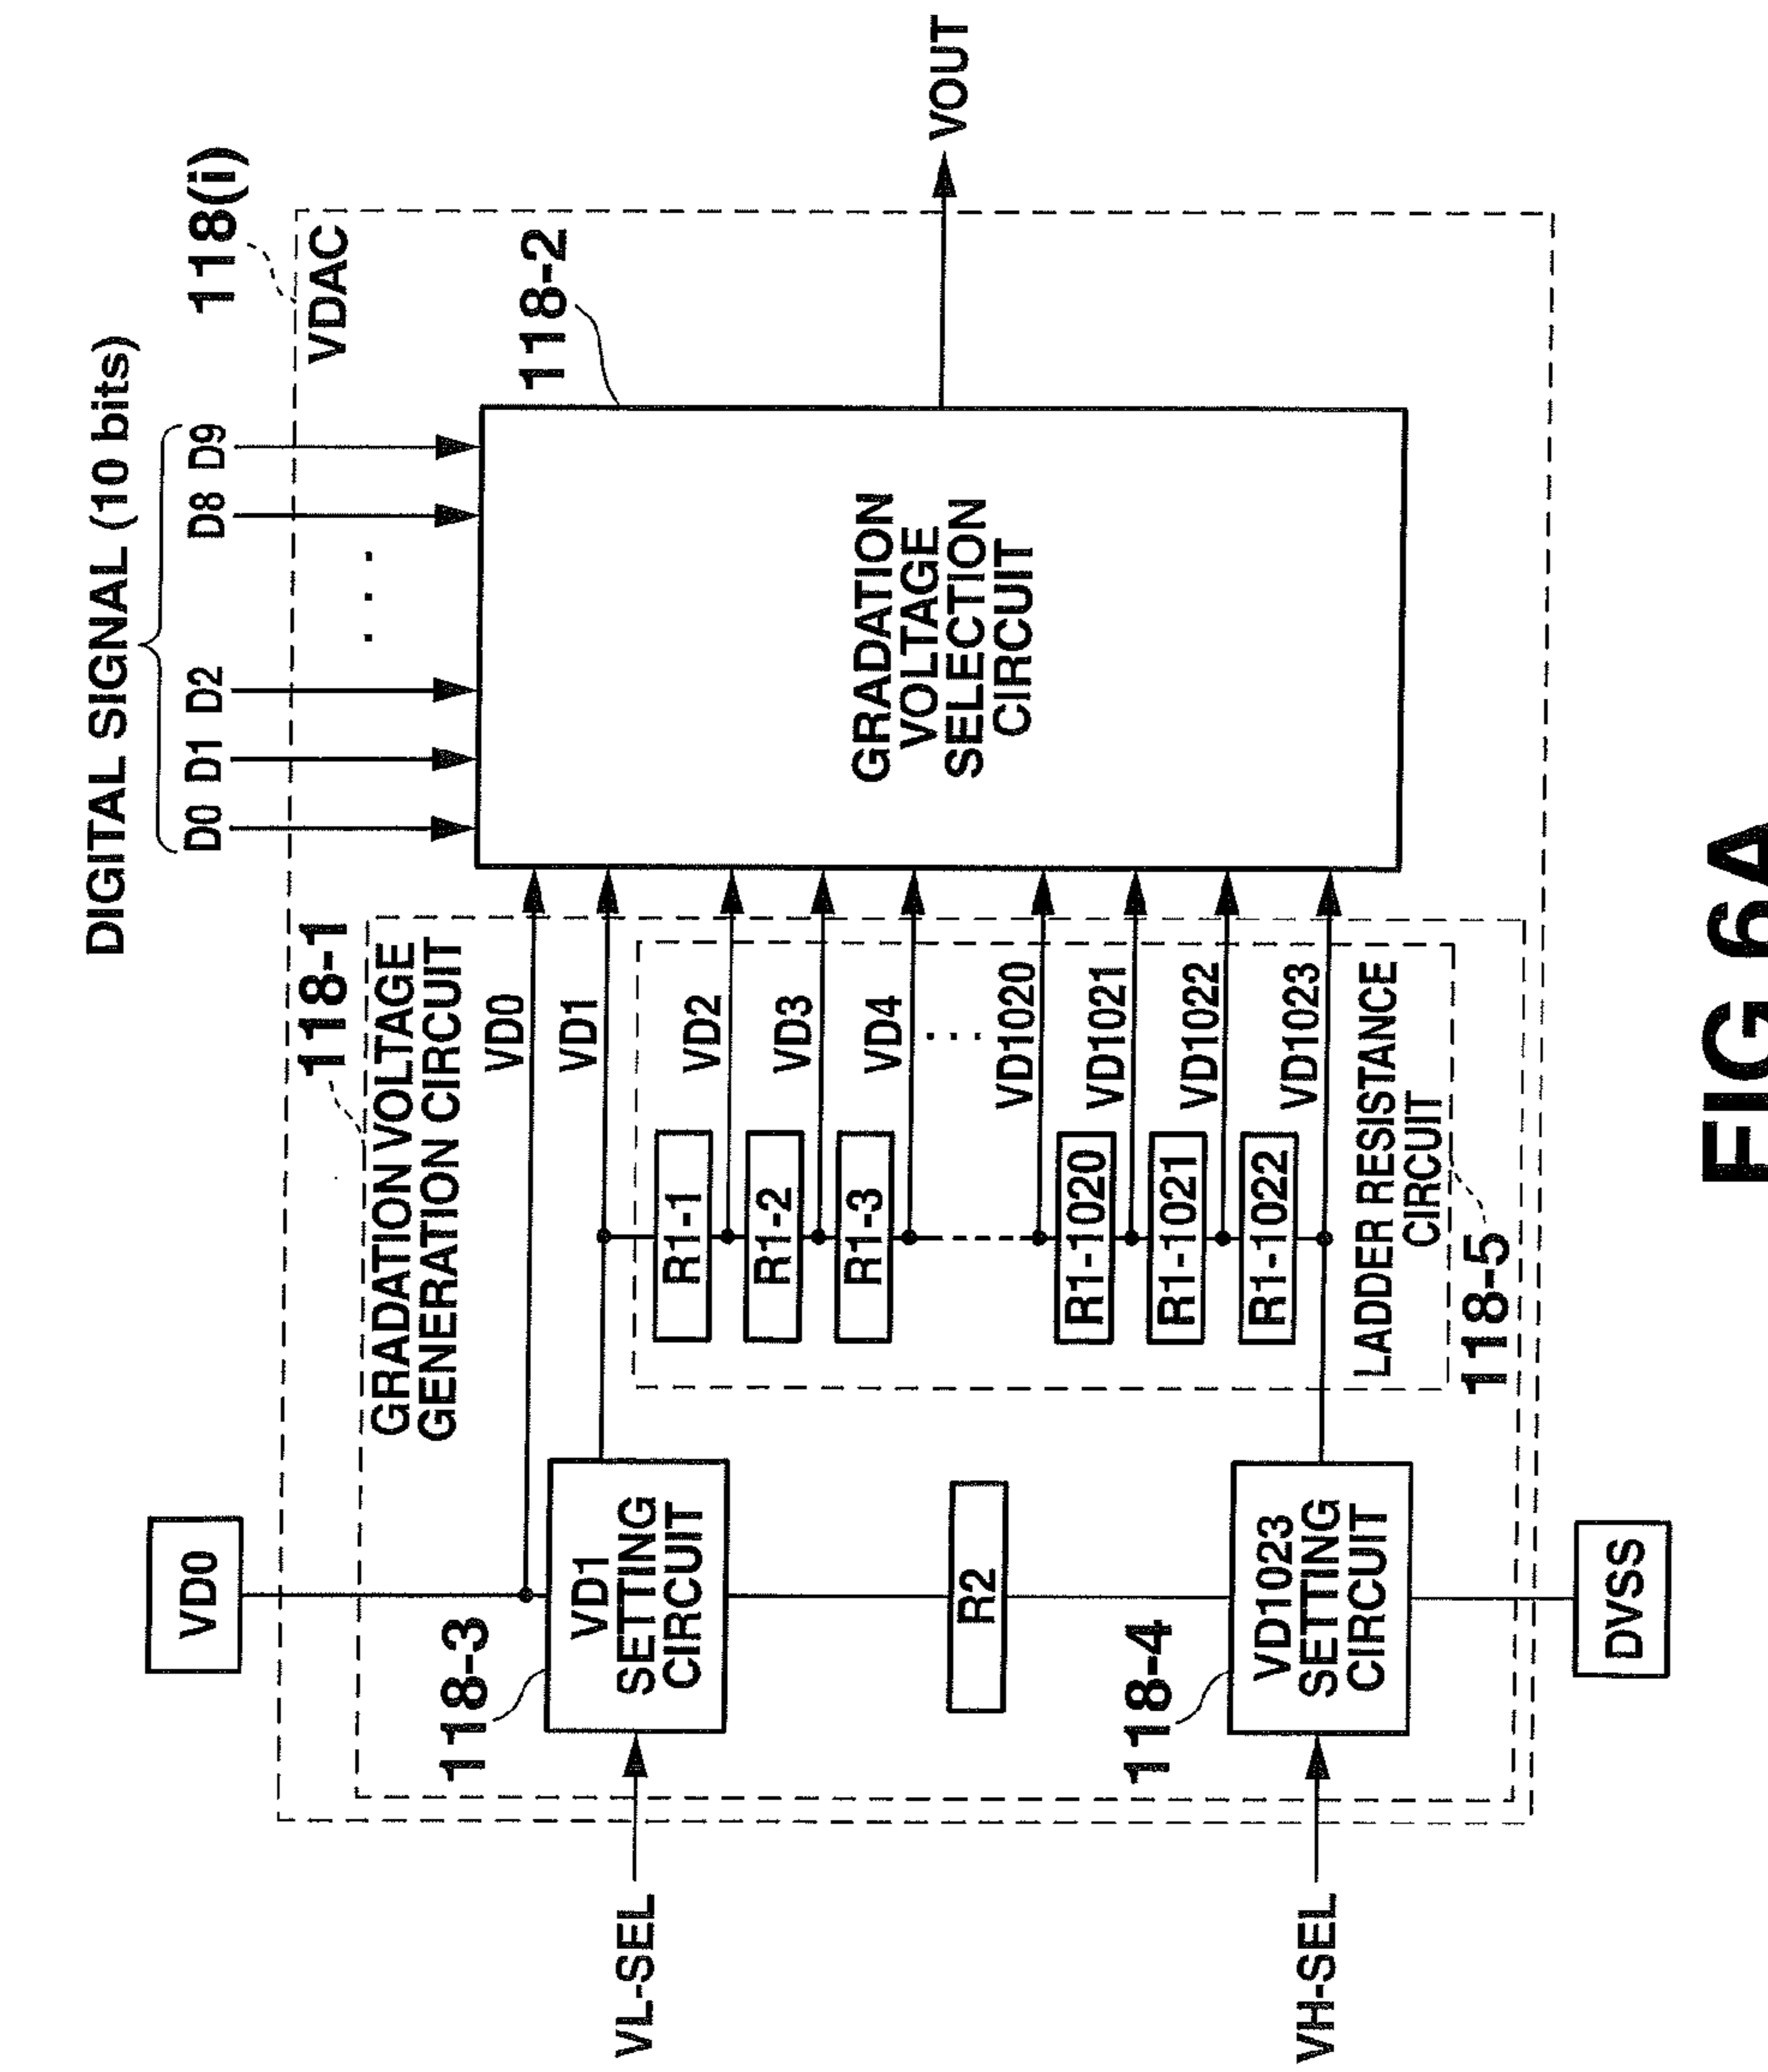 DIGITAL SIGNAL (10 bits)
D0 D1 D2 ... D8 D9
118(i)
VDAC
118-1
GRADATION VOLTAGE
GENERATION CIRCUIT
118-2
GRADATION
VOLTAGE
SELECTION
CIRCUIT
VOUT
VD0
VD0
VD1
VD2
VD3
VD4
...
VD1020
VD1021
VD1022
VD1023
R1-1
R1-2
R1-3
R1-1020
R1-1021
R1-1022
LADDER RESISTANCE
CIRCUIT
118-5
118-3
VD1
SETTING
CIRCUIT
VL-SEL
R2
118-4
VD1023
SETTING
CIRCUIT
VH-SEL
DVSS
FIG 6A